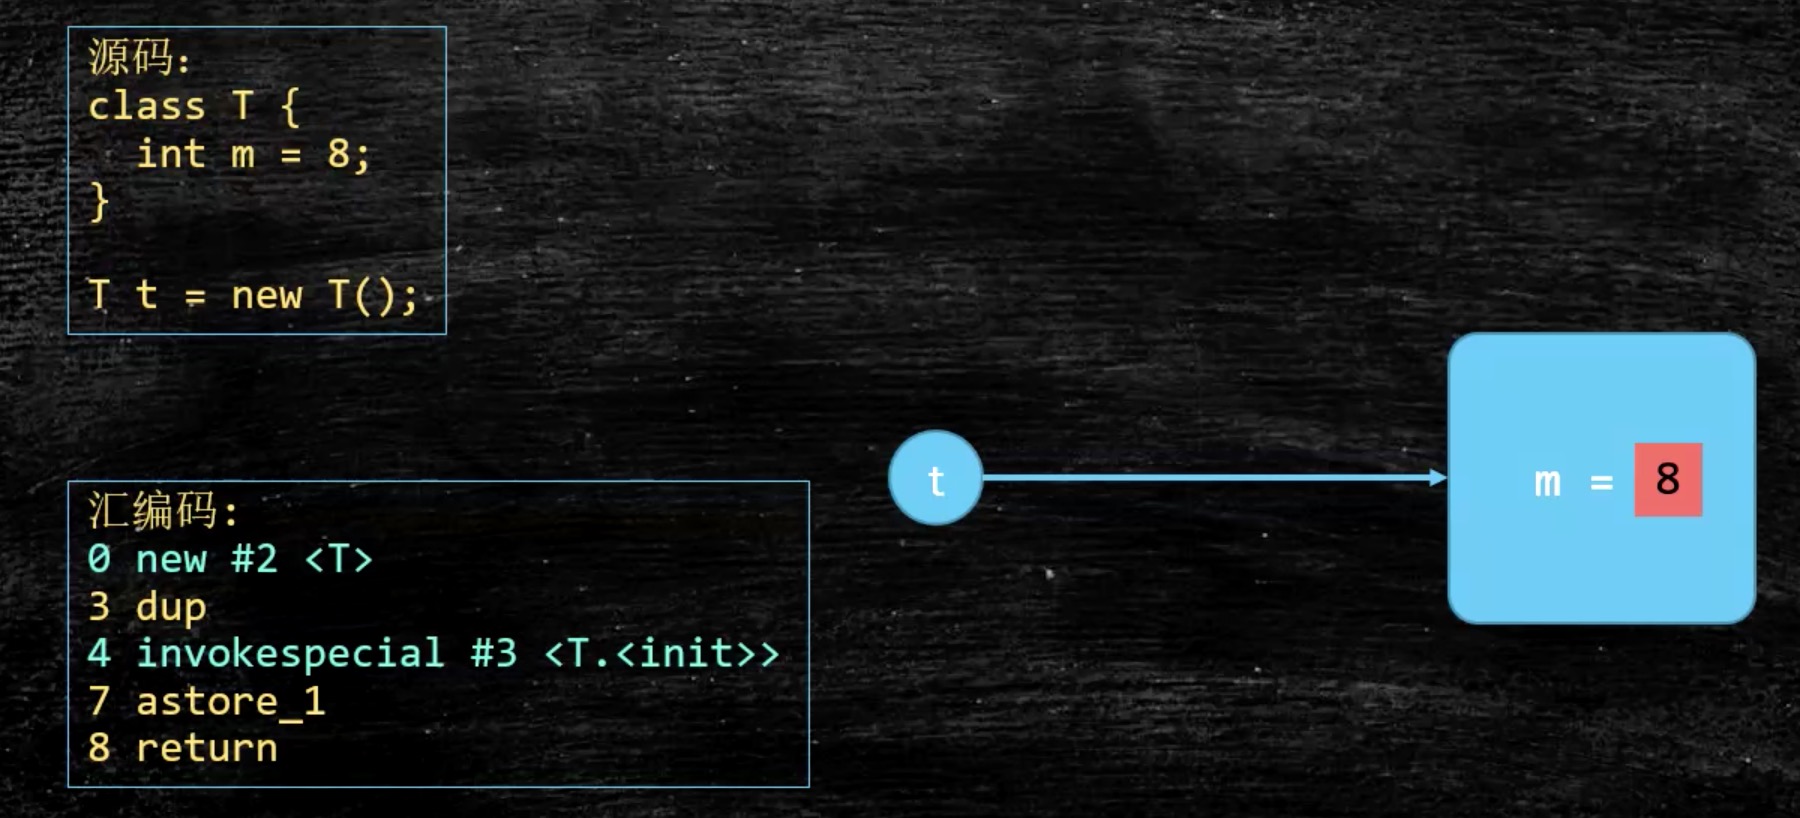 源码:
class T {
  int m = 8;
}
T t = new T();
汇编码:
0 new #2 <T>
3 dup
4 invokespecial #3 <T.<init>>
7 astore_1
8 return
t
m = 8